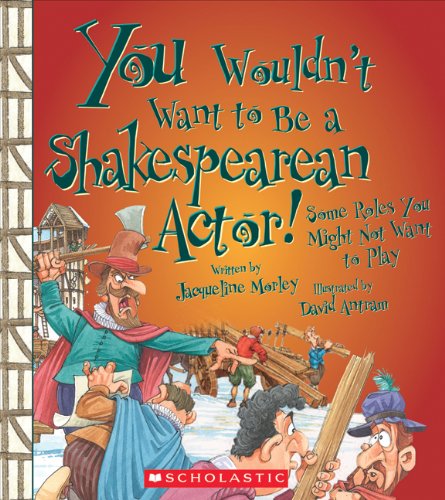 You Wouldn't
Want to Be a
Shakespearean
Actor!
Some Roles You
Might Not Want
to Play
Written by
Jacqueline Morley
Illustrated by
David Antram
SCHOLASTIC